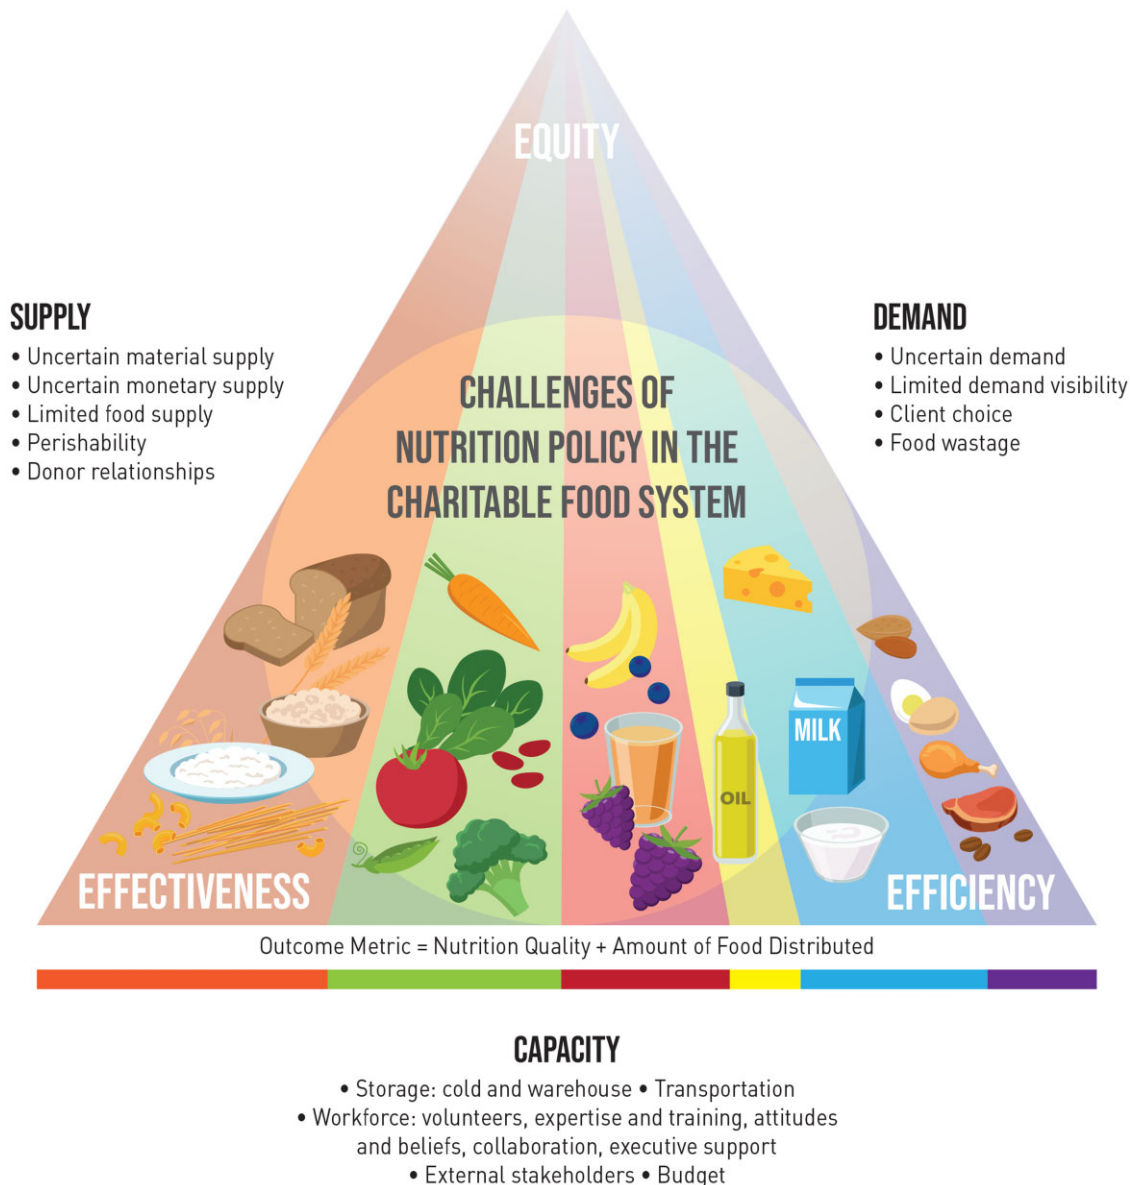 EQUITY
SUPPLY
• Uncertain material supply
• Uncertain monetary supply
• Limited food supply
• Perishability
• Donor relationships
DEMAND
• Uncertain demand
• Limited demand visibility
• Client choice
• Food wastage
CHALLENGES OF
NUTRITION POLICY IN THE
CHARITABLE FOOD SYSTEM
MILK
OIL
EFFECTIVENESS
EFFICIENCY
Outcome Metric = Nutrition Quality + Amount of Food Distributed
CAPACITY
• Storage: cold and warehouse • Transportation
• Workforce: volunteers, expertise and training, attitudes
and beliefs, collaboration, executive support
• External stakeholders • Budget